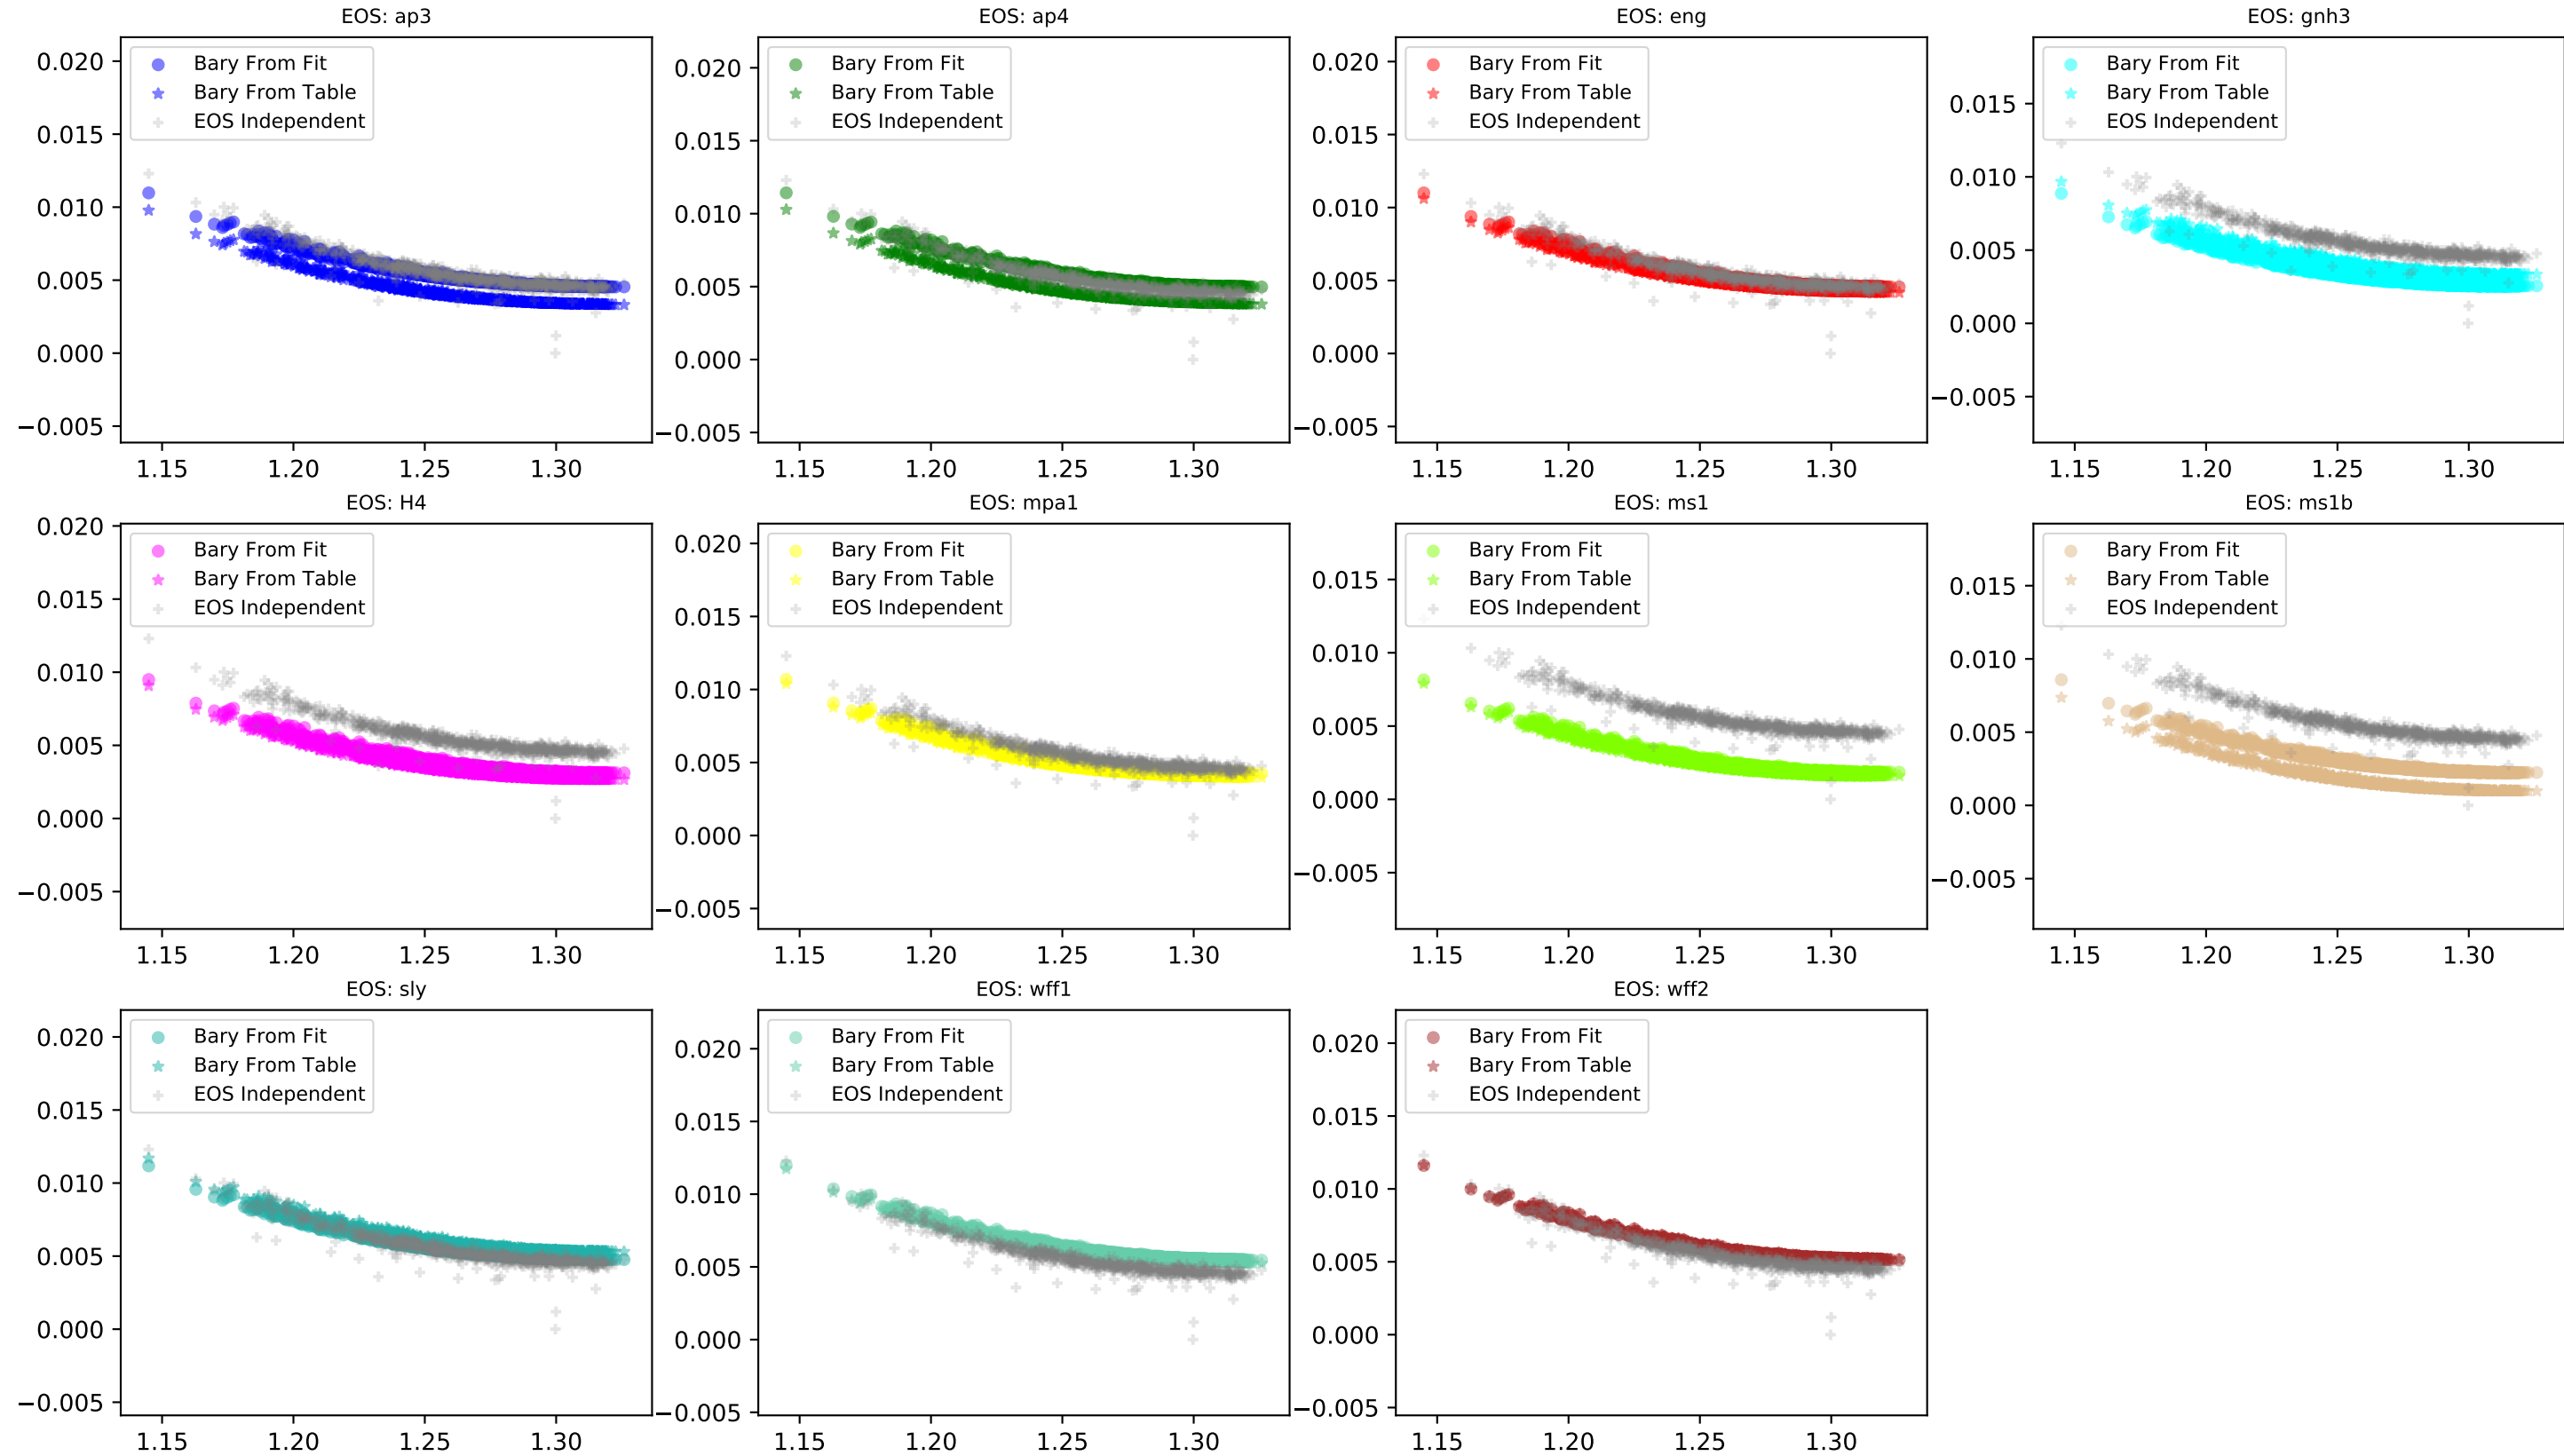 EOS: ap3
EOS: ap4
EOS: eng
EOS: gnh3
Bary From Fit
Bary From Table
EOS Independent
0.020
0.015
0.010
0.005
0.000
−0.005
1.15 1.20 1.25 1.30
Bary From Fit
Bary From Table
EOS Independent
0.020
0.015
0.010
0.005
0.000
−0.005
1.15 1.20 1.25 1.30
Bary From Fit
Bary From Table
EOS Independent
0.020
0.015
0.010
0.005
0.000
−0.005
1.15 1.20 1.25 1.30
Bary From Fit
Bary From Table
EOS Independent
0.015
0.010
0.005
0.000
−0.005
1.15 1.20 1.25 1.30
EOS: H4
EOS: mpa1
EOS: ms1
EOS: ms1b
Bary From Fit
Bary From Table
EOS Independent
0.020
0.015
0.010
0.005
0.000
−0.005
1.15 1.20 1.25 1.30
Bary From Fit
Bary From Table
EOS Independent
0.020
0.015
0.010
0.005
0.000
−0.005
1.15 1.20 1.25 1.30
Bary From Fit
Bary From Table
EOS Independent
0.015
0.010
0.005
0.000
−0.005
1.15 1.20 1.25 1.30
Bary From Fit
Bary From Table
EOS Independent
0.015
0.010
0.005
0.000
−0.005
1.15 1.20 1.25 1.30
EOS: sly
EOS: wff1
EOS: wff2
Bary From Fit
Bary From Table
EOS Independent
0.020
0.015
0.010
0.005
0.000
−0.005
1.15 1.20 1.25 1.30
Bary From Fit
Bary From Table
EOS Independent
0.020
0.015
0.010
0.005
0.000
−0.005
1.15 1.20 1.25 1.30
Bary From Fit
Bary From Table
EOS Independent
0.020
0.015
0.010
0.005
0.000
−0.005
1.15 1.20 1.25 1.30